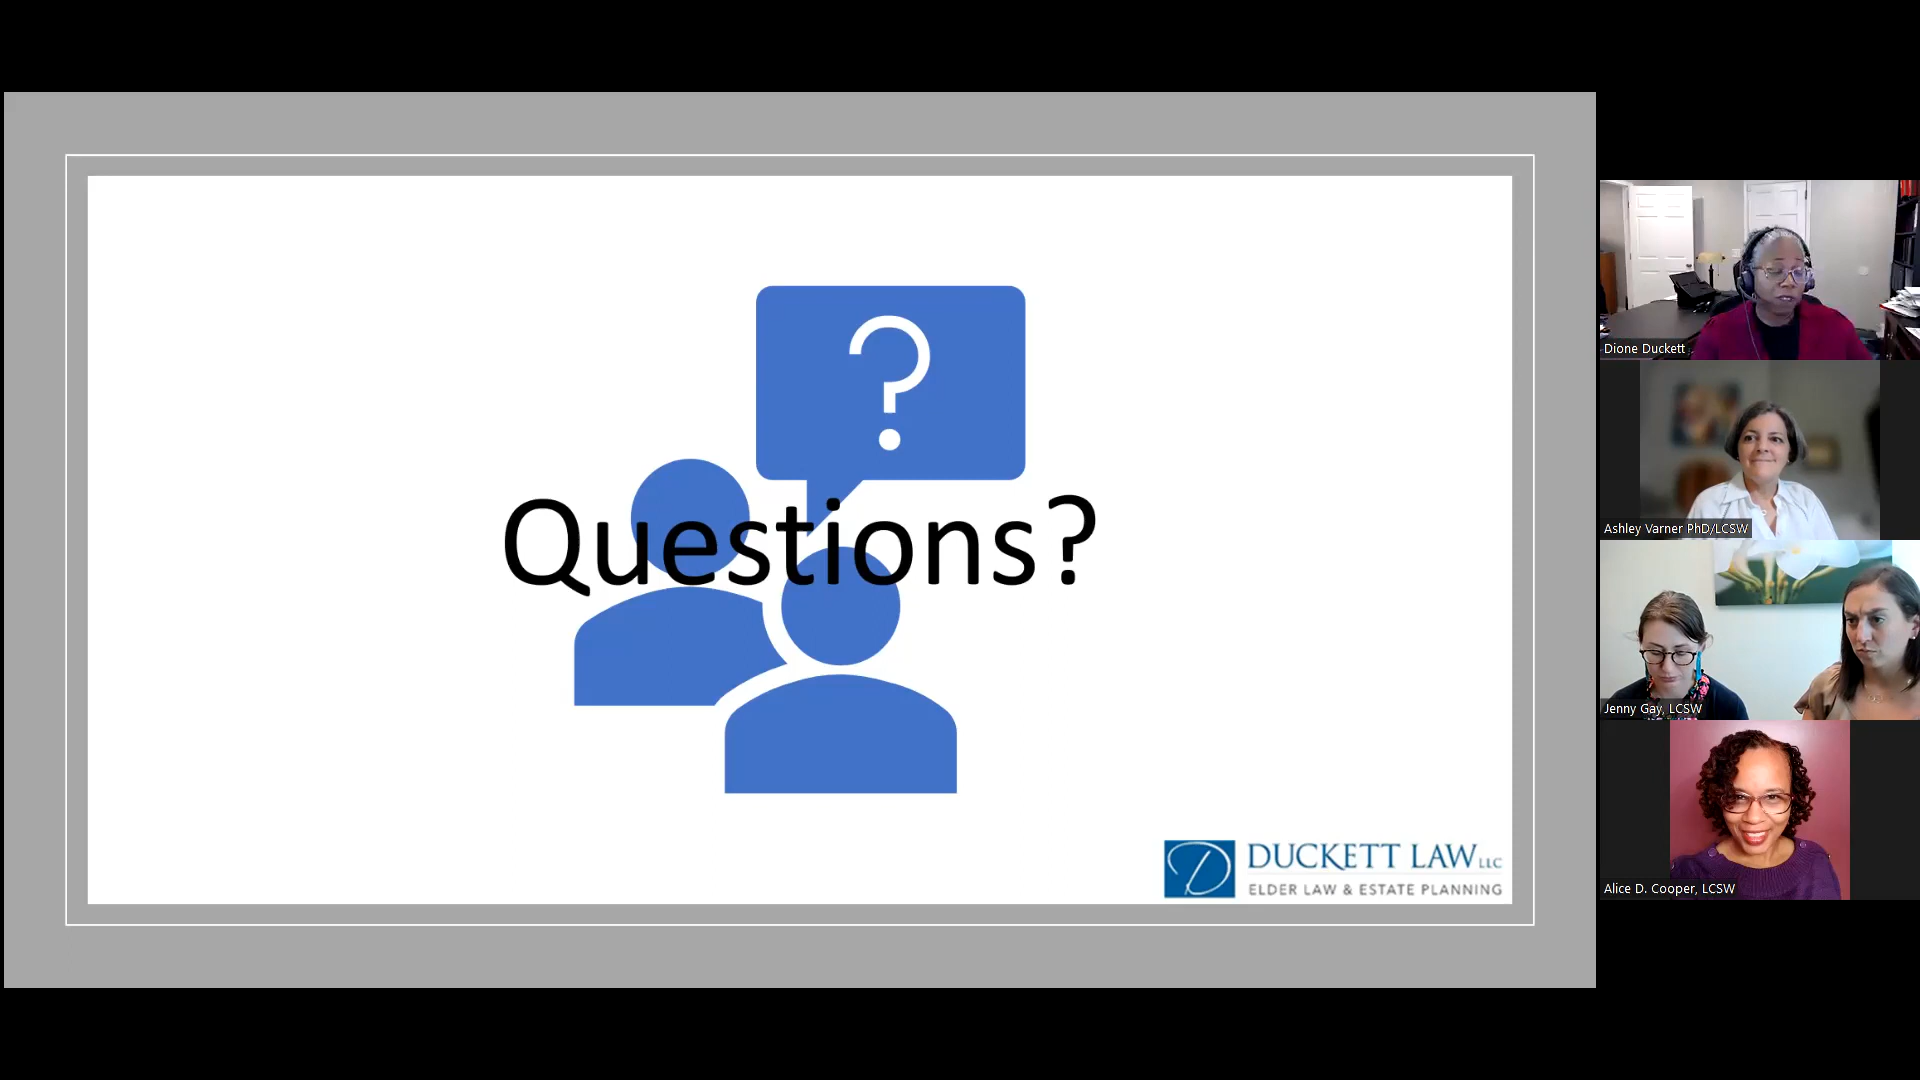 ?
Questions?
DUCKETT LAW LLC
ELDER LAW & ESTATE PLANNING
Dione Duckett
Ashley Varner PhD/LCSW
Jenny Gay, LCSW
Alice D. Cooper, LCSW